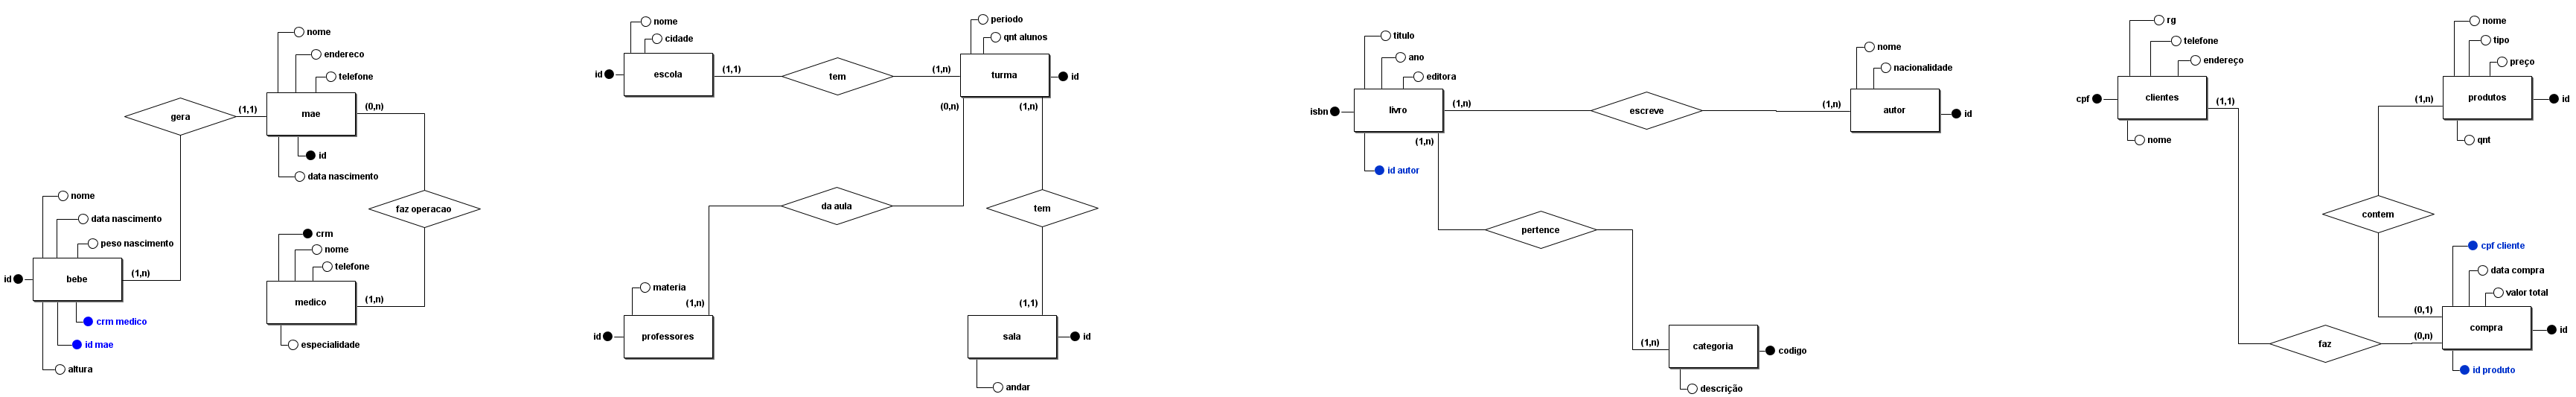 nome
endereco
telefone
gera
(1,1)
mae
(0,n)
id
data nascimento
nome
data nascimento
peso nascimento
id
bebe
(1,n)
crm medico
id mae
altura
faz operacao
crm
nome
telefone
medico
(1,n)
especialidade
nome
cidade
id
escola
(1,1)
tem
(1,n)
periodo
qnt alunos
turma
id
(0,n)
(1,n)
da aula
tem
materia
(1,n)
id
professores
(1,1)
sala
id
andar
titulo
ano
editora
isbn
livro
(1,n)
escreve
(1,n)
nome
nacionalidade
autor
id
(1,n)
id autor
pertence
(1,n)
categoria
codigo
descrição
rg
telefone
endereço
cpf
clientes
(1,1)
nome
nome
tipo
preço
(1,n)
produtos
id
qnt
contem
cpf cliente
data compra
valor total
(0,1)
compra
id
faz
(0,n)
id produto